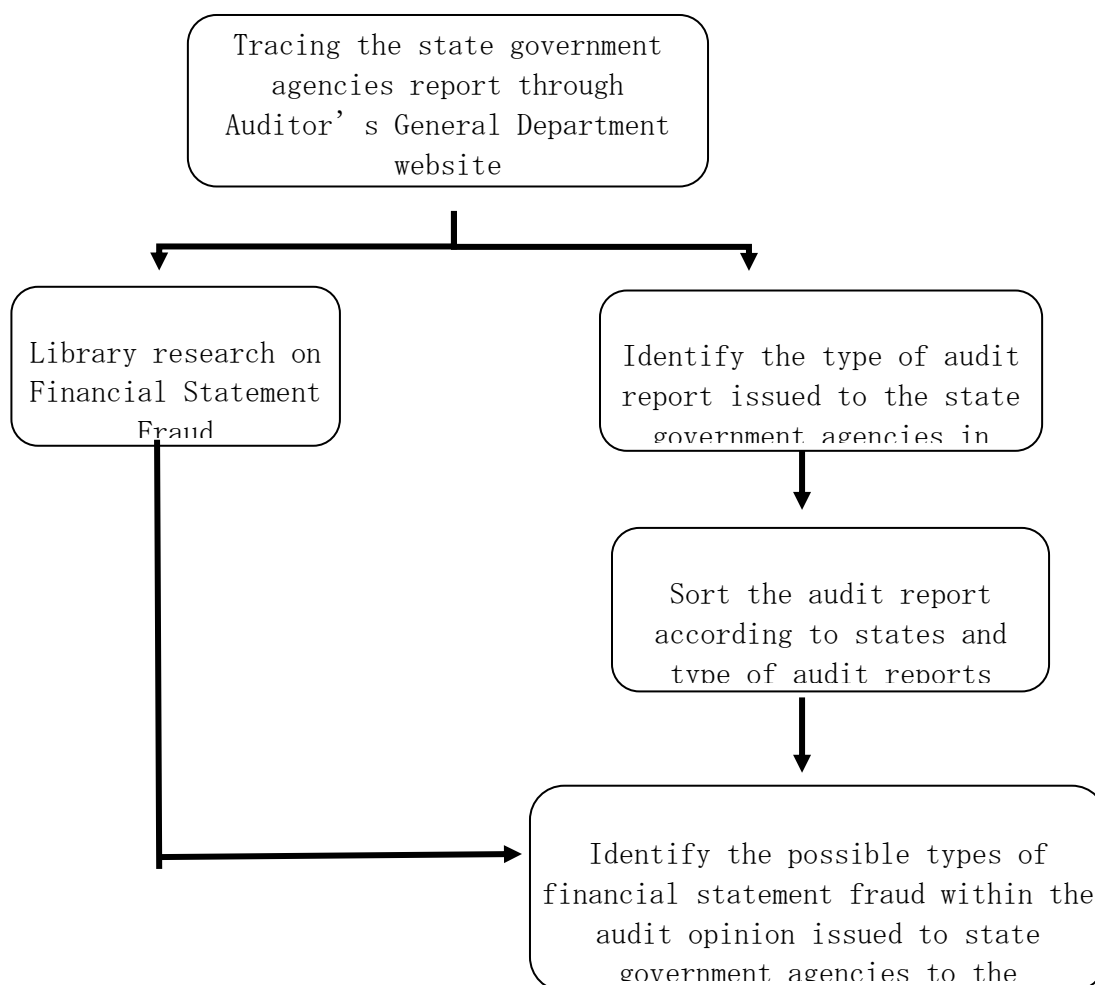 Tracing the state government
agencies report through
Auditor’s General Department
website
Library research on
Financial Statement
Fraud
Identify the type of audit
report issued to the state
government agencies in
Sort the audit report
according to states and
type of audit reports
Identify the possible types of
financial statement fraud within the
audit opinion issued to state
government agencies to the